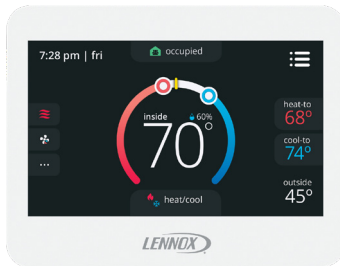 7:28 pm | fri
occupied
inside
60%
70°
heat-to
68°
cool-to
74°
outside
45°
...
heat/cool
LENNOX